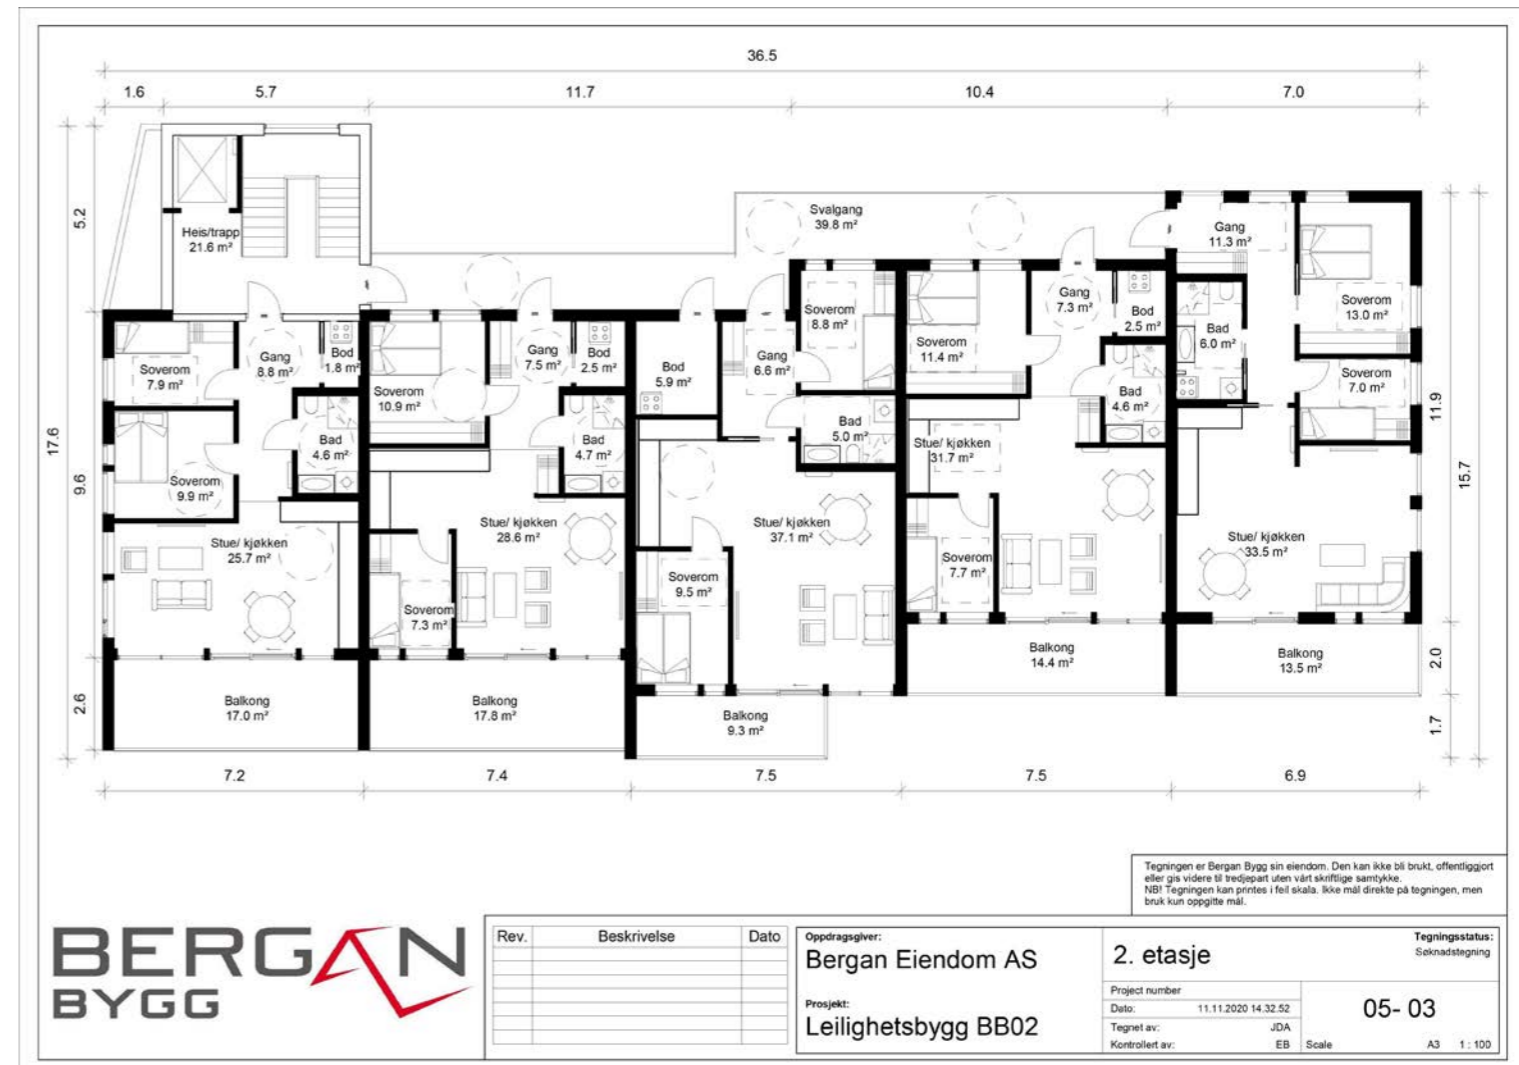 36.5
1.6
5.7
11.7
10.4
7.0
5.2
17.6
9.6
2.6
11.9
15.7
2.0
1.7
Heis/trapp
21.6 m²
Svalgang
39.8 m²
Soverom
7.9 m²
Gang
8.8 m²
Bod
1.8 m²
Soverom
9.9 m²
Bad
4.6 m²
Stue/ kjøkken
25.7 m²
Balkong
17.0 m²
Soverom
10.9 m²
Gang
7.5 m²
Bod
2.5 m²
Bad
4.7 m²
Stue/ kjøkken
28.6 m²
Soverom
7.3 m²
Balkong
17.8 m²
Bod
5.9 m²
Gang
6.6 m²
Soverom
8.8 m²
Bad
5.0 m²
Stue/ kjøkken
37.1 m²
Soverom
9.5 m²
Balkong
9.3 m²
Soverom
11.4 m²
Gang
7.3 m²
Bod
2.5 m²
Bad
4.6 m²
Stue/ kjøkken
31.7 m²
Soverom
7.7 m²
Balkong
14.4 m²
Gang
11.3 m²
Soverom
13.0 m²
Bad
6.0 m²
Soverom
7.0 m²
Stue/ kjøkken
33.5 m²
Balkong
13.5 m²
7.2
7.4
7.5
7.5
6.9
Tegningen er Bergan Bygg sin eiendom. Den kan ikke bli brukt, offentliggjort
eller gis videre til tredjepart uten vårt skriftlige samtykke.
NB! Tegningen kan printes i feil skala. Ikke mål direkte på tegningen, men
bruk kun oppgitte mål.
BERGAN
BYGG
Rev. Beskrivelse Dato
Oppdragsgiver:
Bergan Eiendom AS
Prosjekt:
Leilighetsbygg BB02
2. etasje
Tegningsstatus:
Søknadstegning
Project number
Dato: 11.11.2020 14.32.52
Tegnet av: JDA
Kontrollert av: EB
05- 03
Scale A3 1 : 100